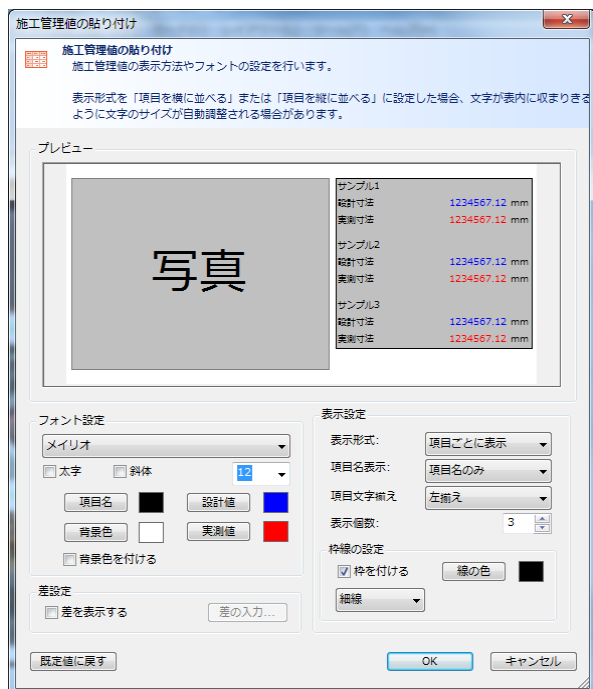 施工管理値の貼り付け
施工管理値の貼り付け
施工管理値の表示方法やフォントの設定を行います。
表示形式を「項目を横に並べる」または「項目を縦に並べる」に設定した場合、文字が表内に収まりきる
ように文字のサイズが自動調整される場合があります。
プレビュー
写真
サンプル1
設計寸法 1234567.12 mm
実測寸法 1234567.12 mm
サンプル2
設計寸法 1234567.12 mm
実測寸法 1234567.12 mm
サンプル3
設計寸法 1234567.12 mm
実測寸法 1234567.12 mm
フォント設定
メイリオ
太字 斜体 12
項目名 設計値
背景色 実測値
背景色を付ける
差設定
差を表示する 差の入力...
表示設定
表示形式: 項目ごとに表示
項目名表示: 項目名のみ
項目文字揃え 左揃え
表示個数: 3
枠線の設定
枠を付ける 線の色
細線
既定値に戻す OK キャンセル